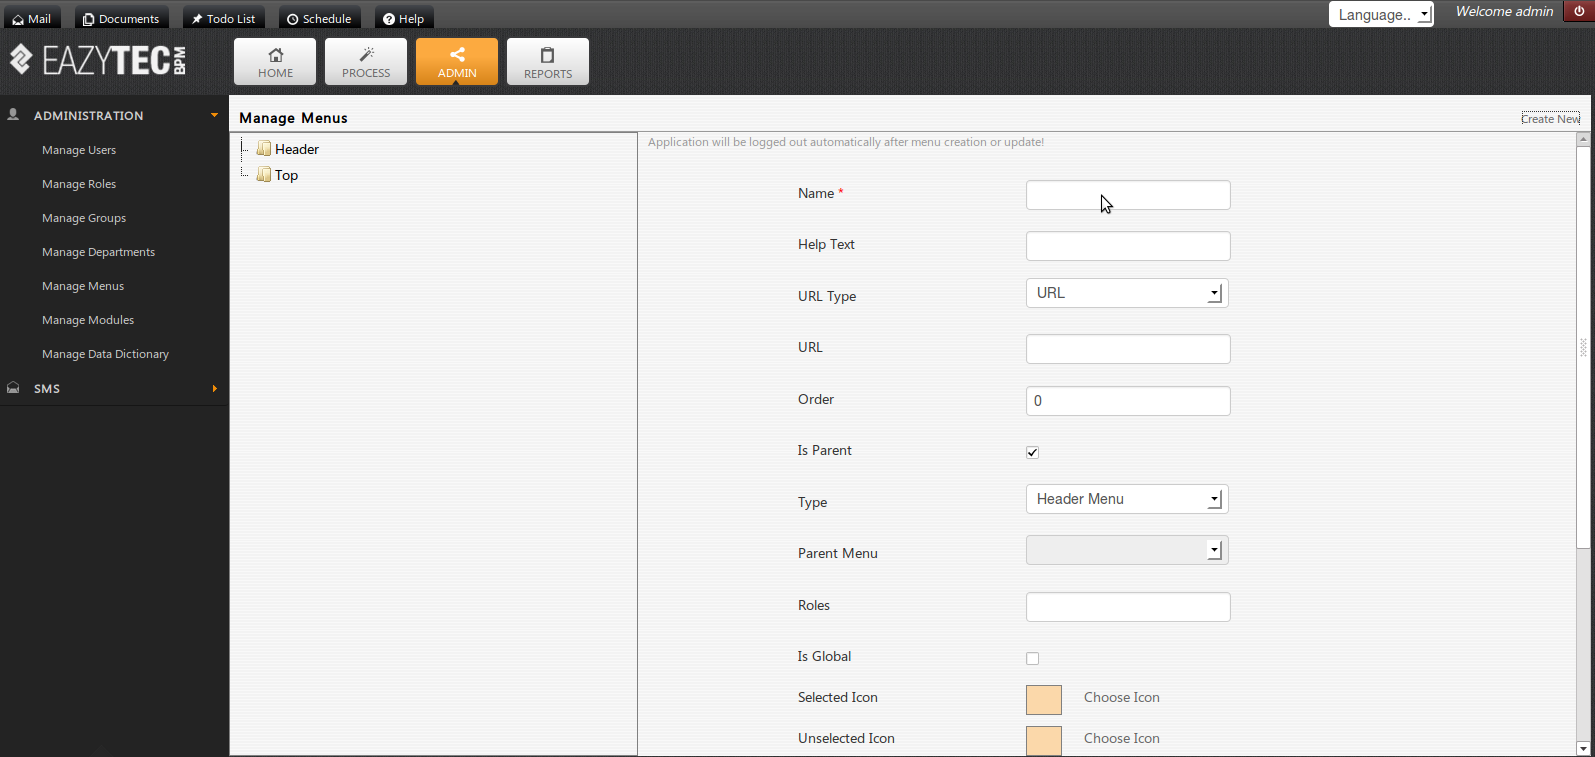 Mail Documents Todo List Schedule Help Language.. Welcome admin
EAZYTEC BPM
HOME PROCESS ADMIN REPORTS
ADMINISTRATION
Manage Users
Manage Roles
Manage Groups
Manage Departments
Manage Menus
Manage Modules
Manage Data Dictionary
SMS
Manage Menus Create New
Header
Top
Application will be logged out automatically after menu creation or update!
Name *
Help Text
URL Type URL
URL
Order 0
Is Parent
Type Header Menu
Parent Menu
Roles
Is Global
Selected Icon Choose Icon
Unselected Icon Choose Icon